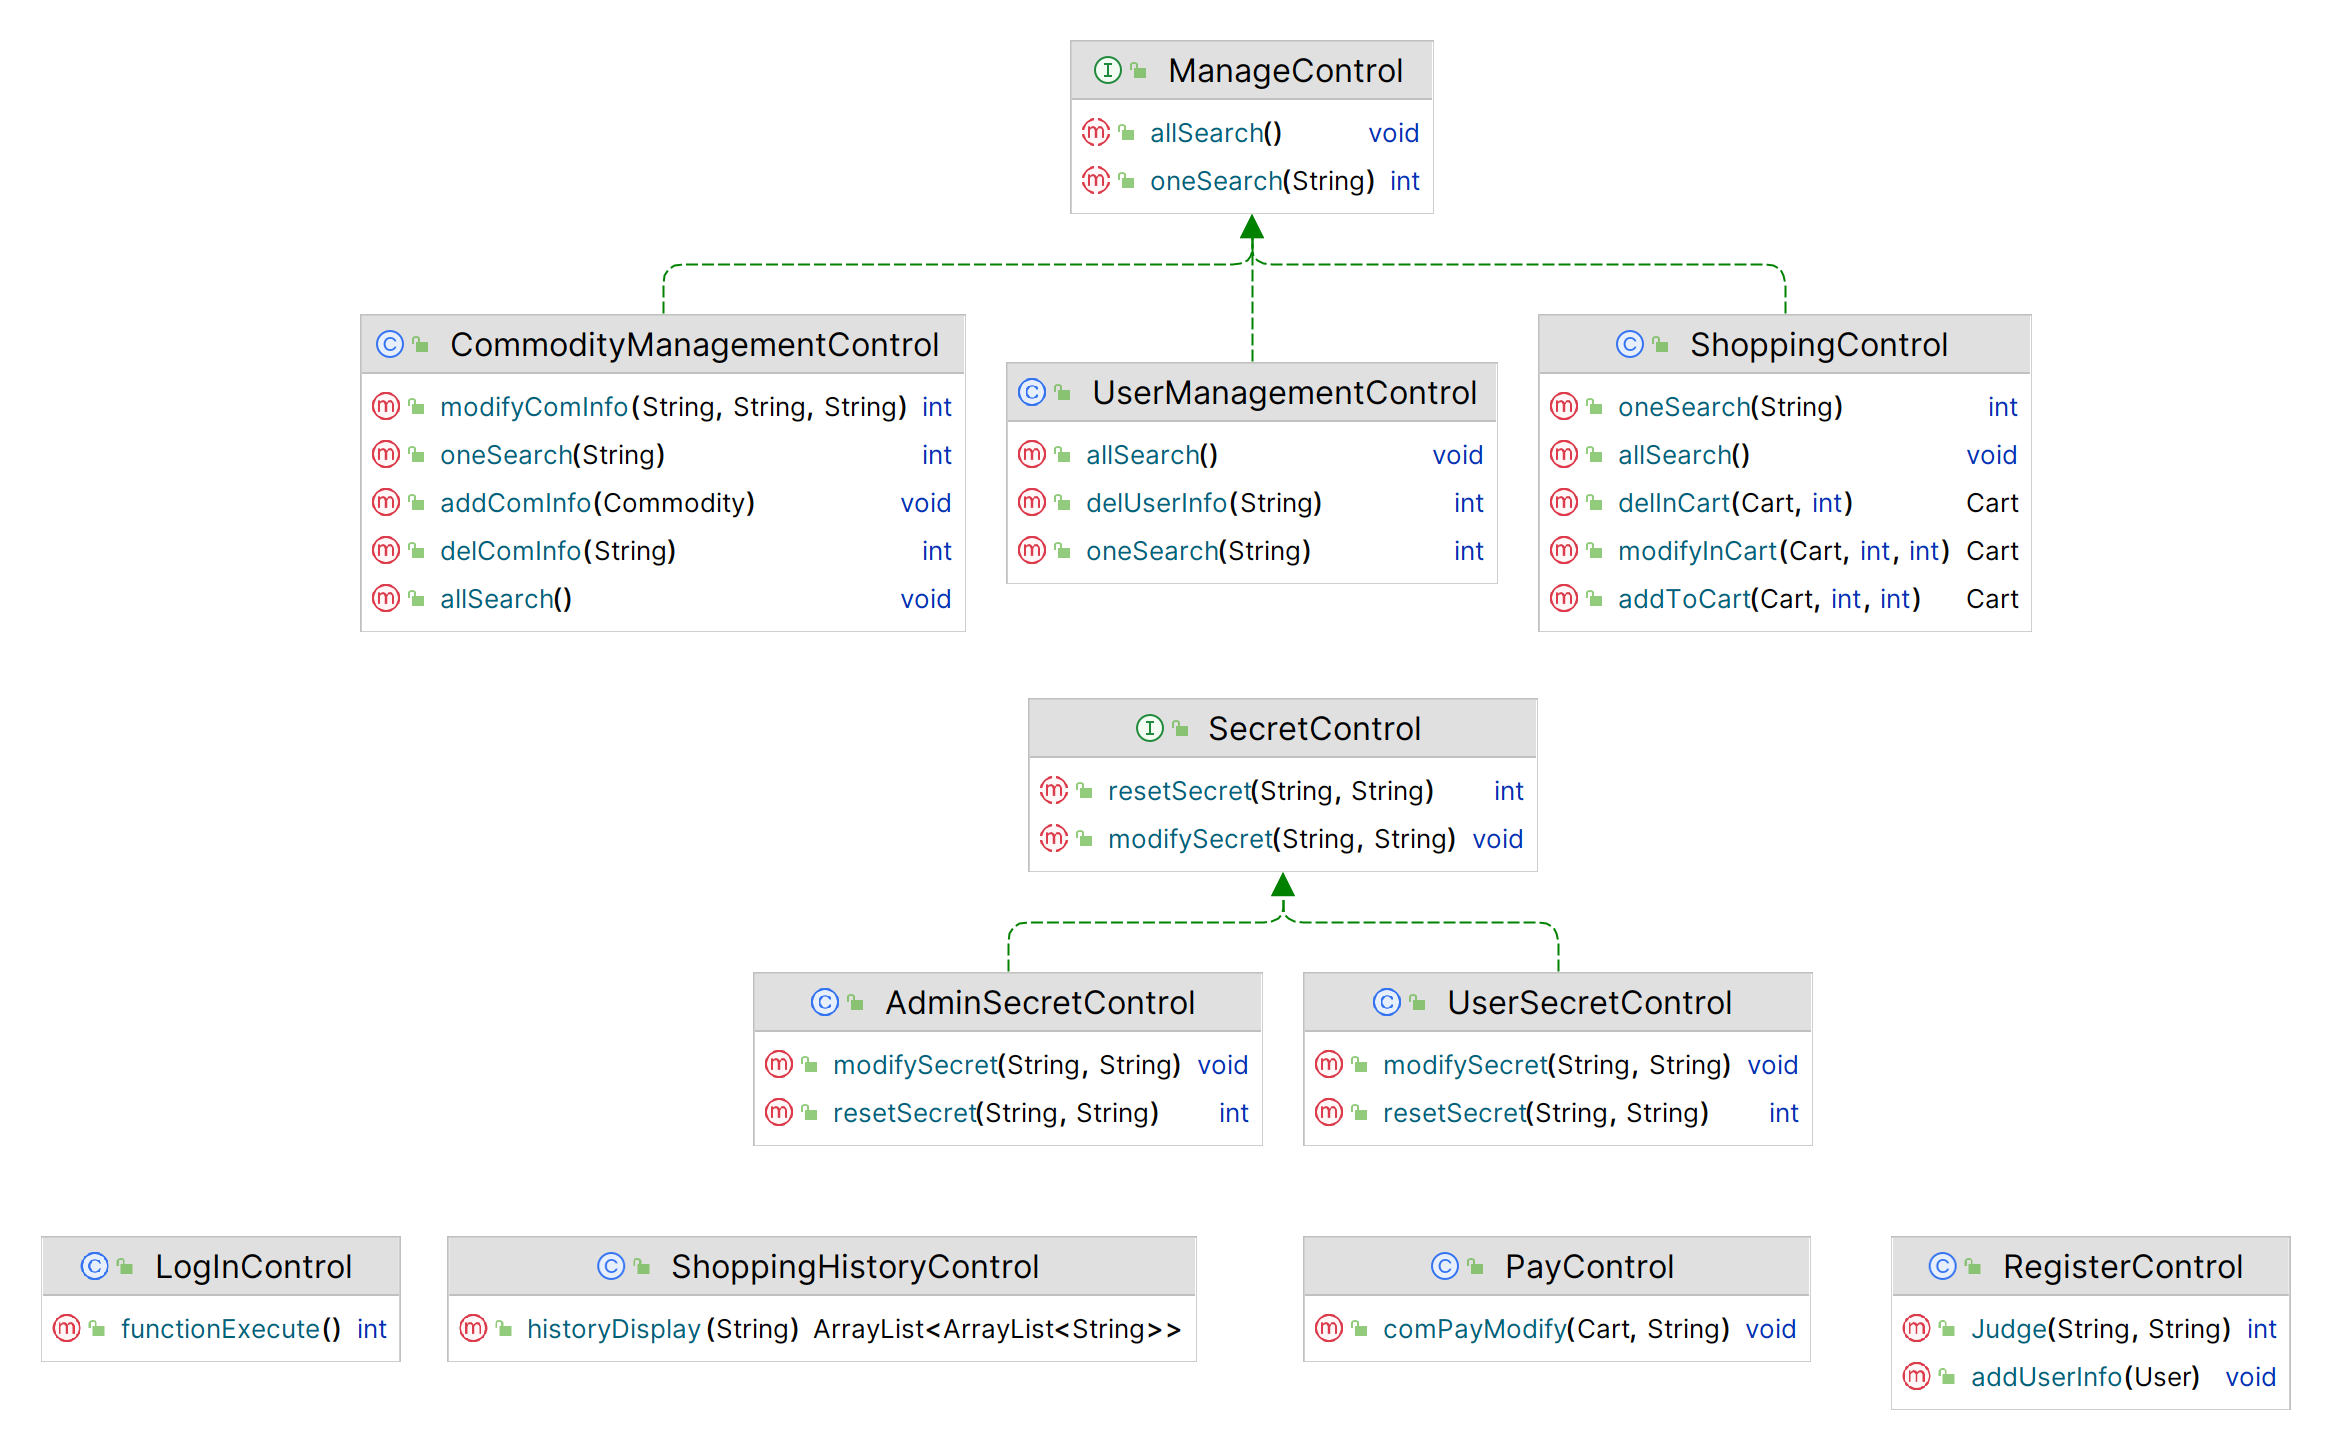 ManageControl
allSearch() void
oneSearch(String) int
CommodityManagementControl
modifyComInfo(String, String, String) int
oneSearch(String) int
addComInfo(Commodity) void
delComInfo(String) int
allSearch() void
UserManagementControl
allSearch() void
delUserInfo(String) int
oneSearch(String) int
ShoppingControl
oneSearch(String) int
allSearch() void
delInCart(Cart, int) Cart
modifyInCart(Cart, int, int) Cart
addToCart(Cart, int, int) Cart
SecretControl
resetSecret(String, String) int
modifySecret(String, String) void
AdminSecretControl
modifySecret(String, String) void
resetSecret(String, String) int
UserSecretControl
modifySecret(String, String) void
resetSecret(String, String) int
LogInControl
functionExecute() int
ShoppingHistoryControl
historyDisplay(String) ArrayList<ArrayList<String>>
PayControl
comPayModify(Cart, String) void
RegisterControl
Judge(String, String) int
addUserInfo(User) void